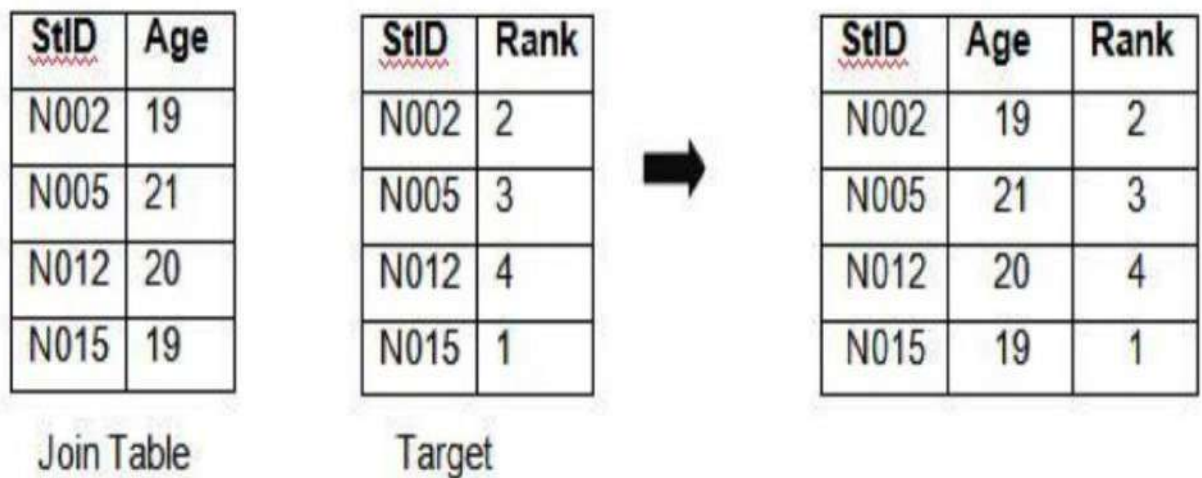 StID Age
N002 19
N005 21
N012 20
N015 19
Join Table
StID Rank
N002 2
N005 3
N012 4
N015 1
Target
StID Age Rank
N002 19 2
N005 21 3
N012 20 4
N015 19 1